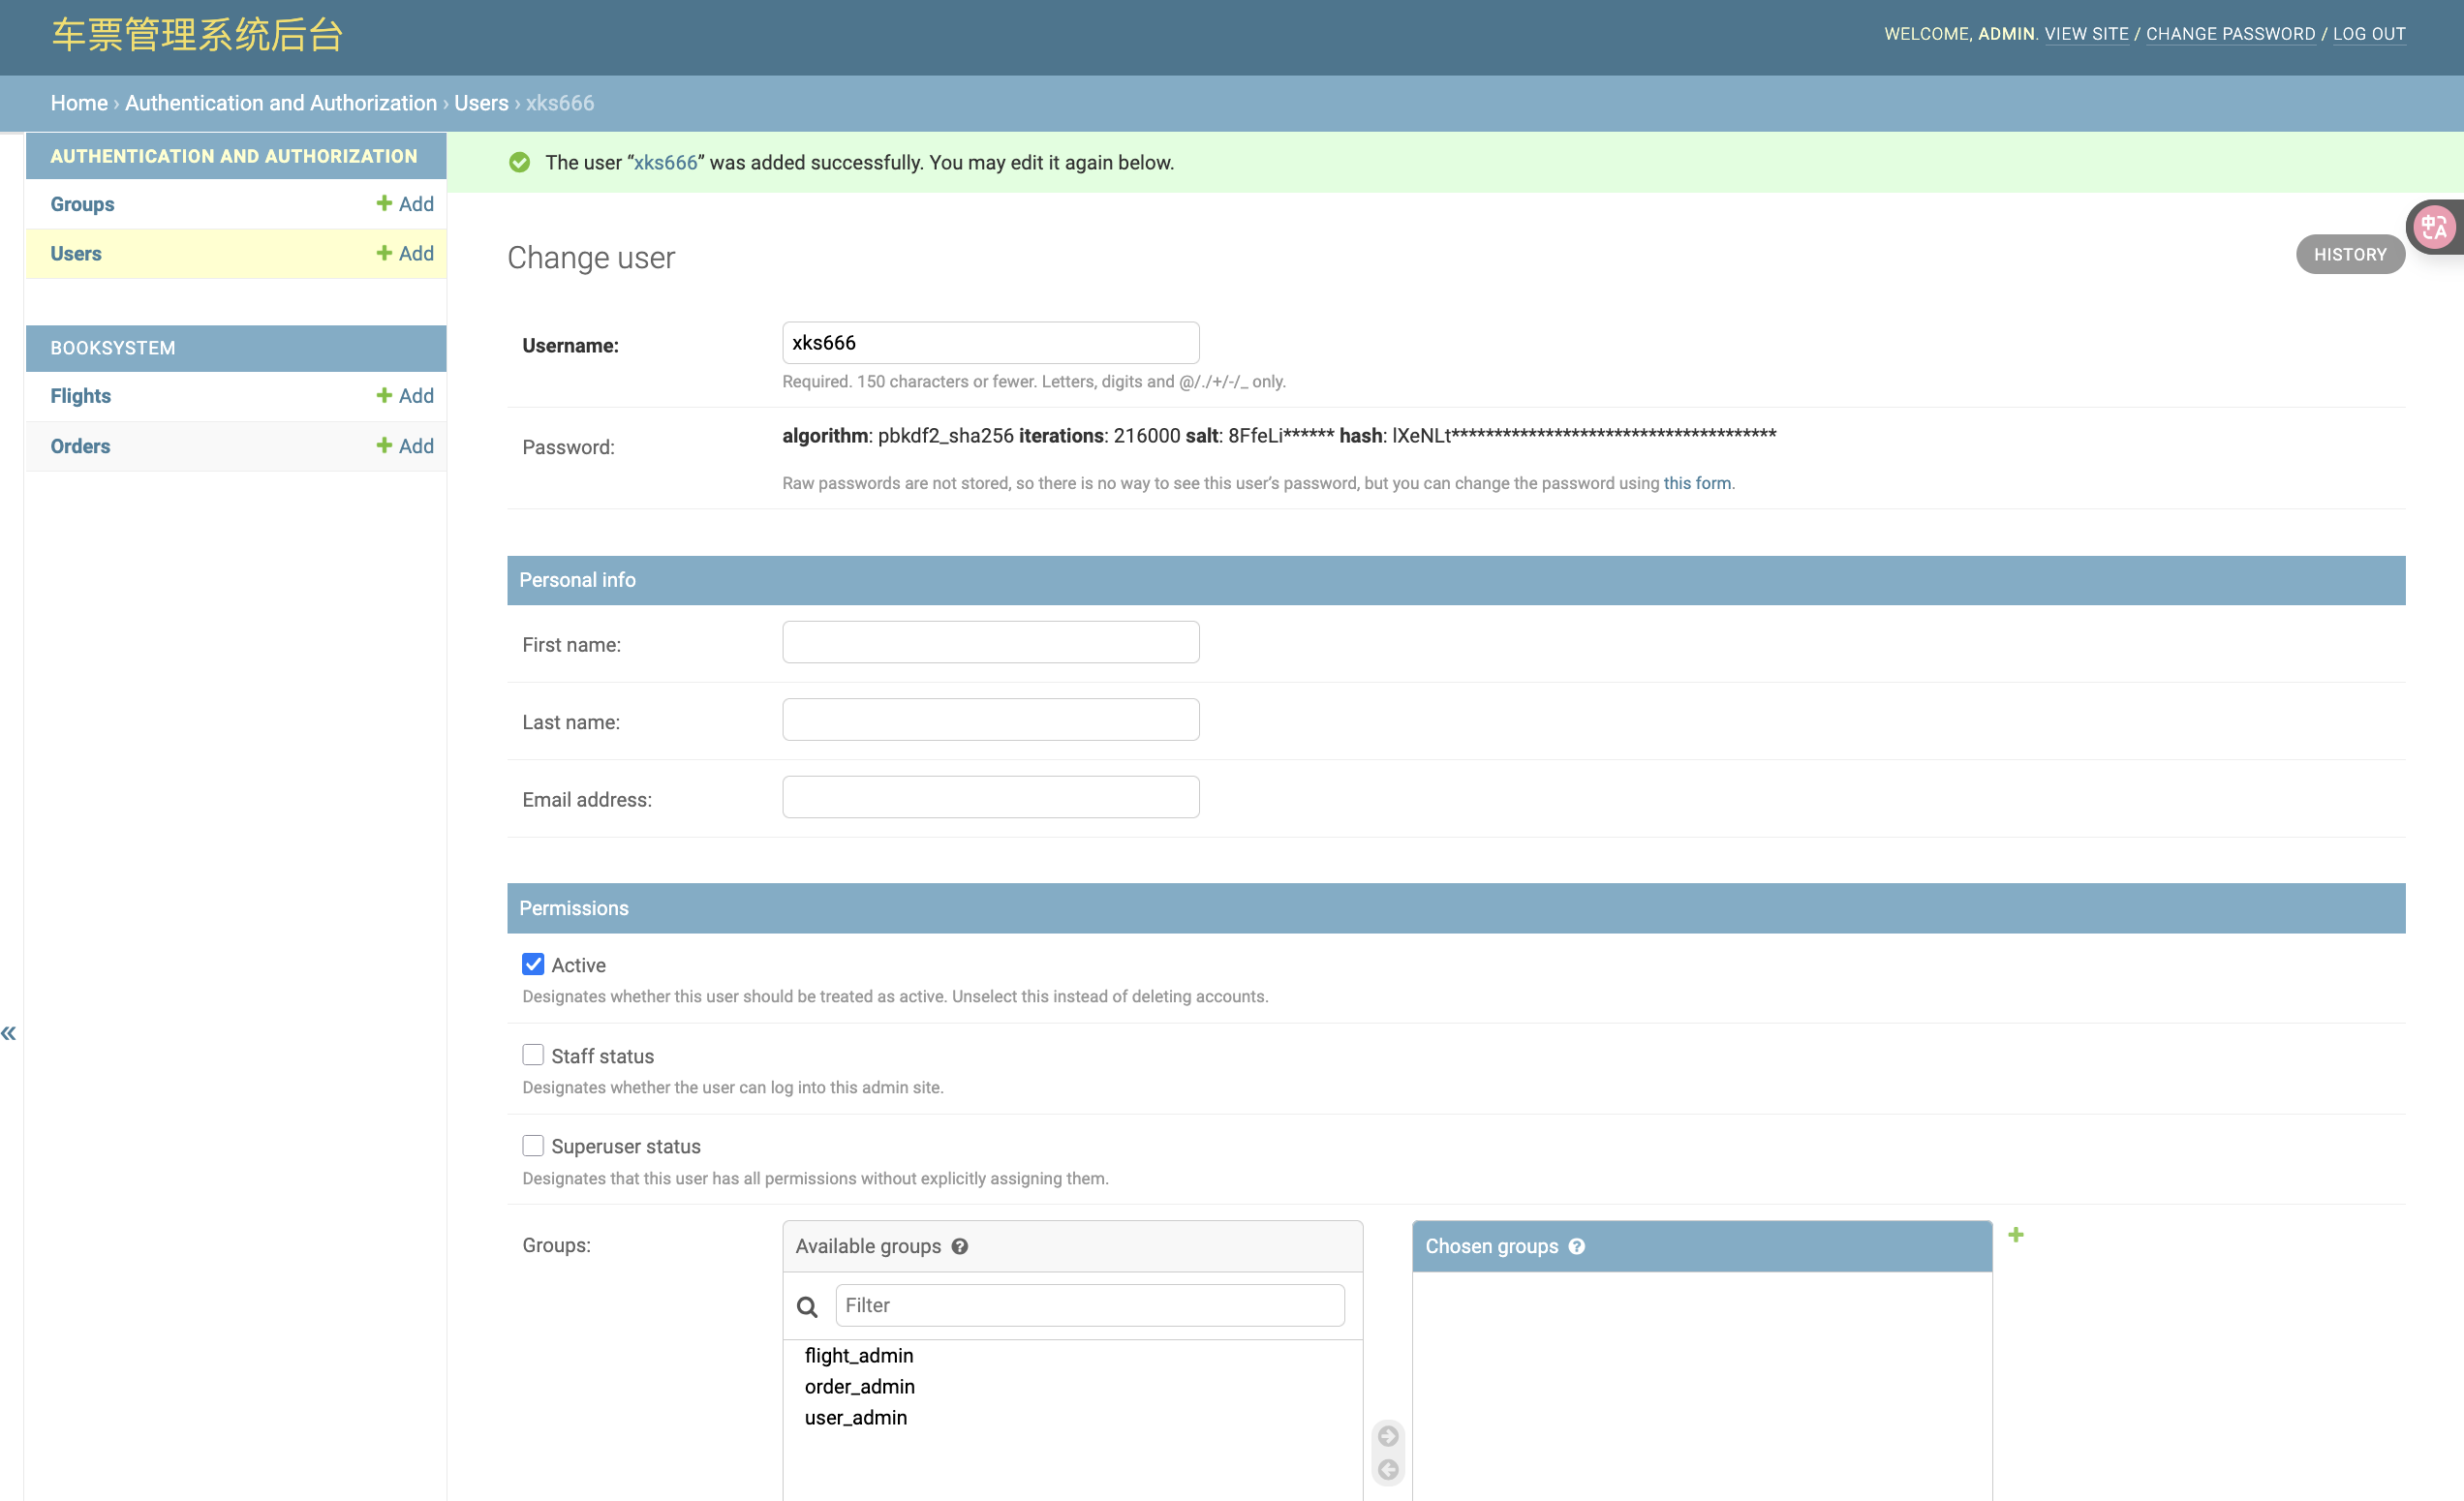 车票管理系统后台
WELCOME, ADMIN. VIEW SITE / CHANGE PASSWORD / LOG OUT
Home › Authentication and Authorization › Users › xks666
AUTHENTICATION AND AUTHORIZATION
Groups + Add
Users + Add
BOOKSYSTEM
Flights + Add
Orders + Add
«
The user “xks666” was added successfully. You may edit it again below.
Change user
HISTORY
中A
Username: xks666
Required. 150 characters or fewer. Letters, digits and @/./+/-/_ only.
Password: algorithm: pbkdf2_sha256 iterations: 216000 salt: 8FfeLi****** hash: lXeNLt**************************************
Raw passwords are not stored, so there is no way to see this user’s password, but you can change the password using this form.
Personal info
First name:
Last name:
Email address:
Permissions
Active
Designates whether this user should be treated as active. Unselect this instead of deleting accounts.
Staff status
Designates whether the user can log into this admin site.
Superuser status
Designates that this user has all permissions without explicitly assigning them.
Groups:
Available groups ?
Filter
flight_admin
order_admin
user_admin
Chosen groups ?
+